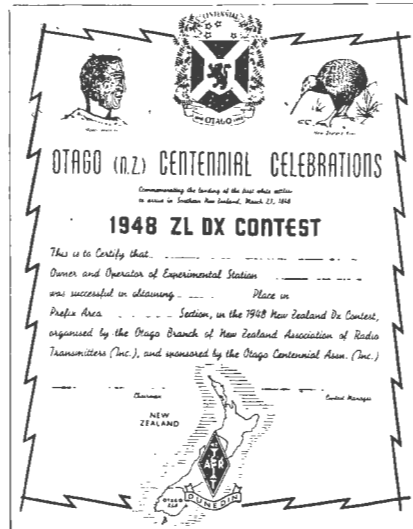 CENTENNIAL
OTAGO
OTAGO (N.Z.) CENTENNIAL CELEBRATIONS
Commemorating the landing of the first white settlers
to arrive in Southern New Zealand, March 23, 1848
1948 ZL DX CONTEST
This is to Certify that
Owner and Operator of Experimental Station
was successful in obtaining Place in
Prefix Area Section, in the 1948 New Zealand Dx Contest,
organised by the Otago Branch of New Zealand Association of Radio
Transmitters (Inc.), and sponsored by the Otago Centennial Assn. (Inc.)
Chairman Contest Manager
NEW
ZEALAND
OTAGO
ZL4
DUNEDIN